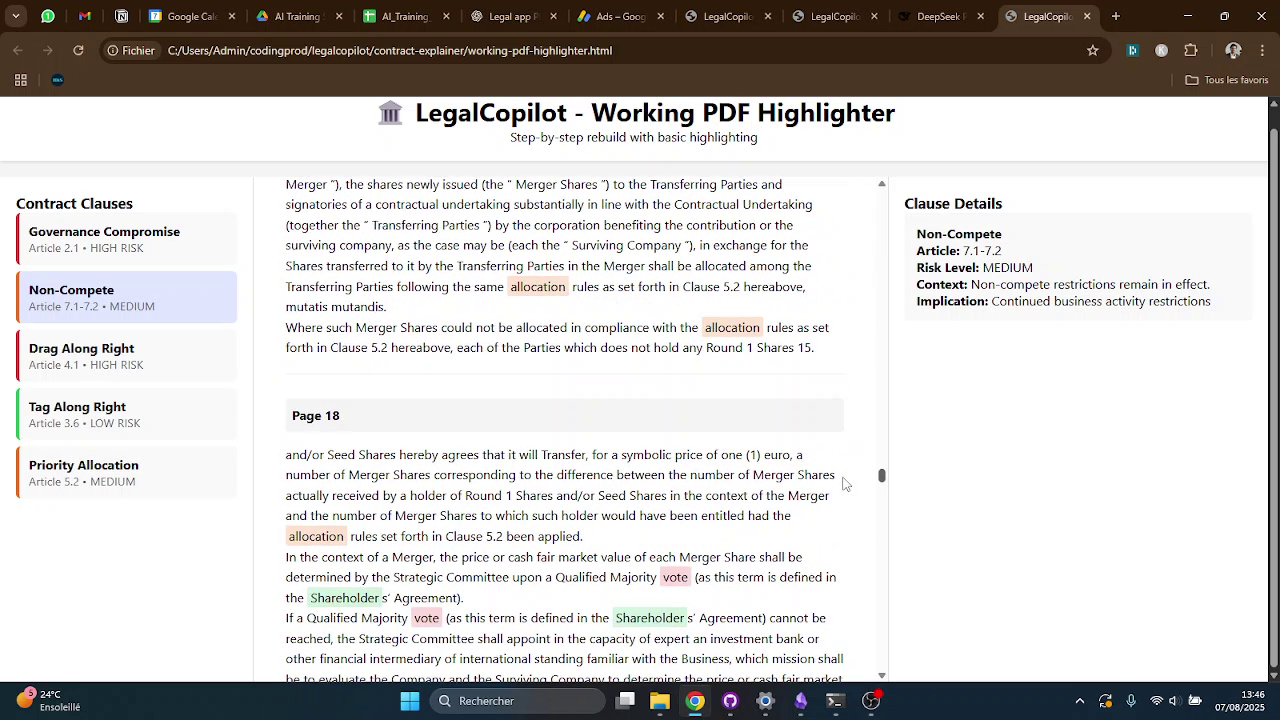 Google Cal
AI Training S
AI_Training_
Legal app P
Ads – Goog
LegalCopilo
LegalCopilo
DeepSeek F
LegalCopilo
Fichier
C:/Users/Admin/codingprod/legalcopilot/contract-explainer/working-pdf-highlighter.html
Tous les favoris
LegalCopilot - Working PDF Highlighter
Step-by-step rebuild with basic highlighting
Contract Clauses
Governance Compromise
Article 2.1 • HIGH RISK
Non-Compete
Article 7.1-7.2 • MEDIUM
Drag Along Right
Article 4.1 • HIGH RISK
Tag Along Right
Article 3.6 • LOW RISK
Priority Allocation
Article 5.2 • MEDIUM
Merger “), the shares newly issued (the “ Merger Shares ”) to the Transferring Parties and
signatories of a contractual undertaking substantially in line with the Contractual Undertaking
(together the “ Transferring Parties ”) by the corporation benefiting the contribution or the
surviving company, as the case may be (each the “ Surviving Company ”), in exchange for the
Shares transferred to it by the Transferring Parties in the Merger shall be allocated among the
Transferring Parties following the same allocation rules as set forth in Clause 5.2 hereabove,
mutatis mutandis.
Where such Merger Shares could not be allocated in compliance with the allocation rules as set
forth in Clause 5.2 hereabove, each of the Parties which does not hold any Round 1 Shares 15.
Page 18
and/or Seed Shares hereby agrees that it will Transfer, for a symbolic price of one (1) euro, a
number of Merger Shares corresponding to the difference between the number of Merger Shares
actually received by a holder of Round 1 Shares and/or Seed Shares in the context of the Merger
and the number of Merger Shares to which such holder would have been entitled had the
allocation rules set forth in Clause 5.2 been applied.
In the context of a Merger, the price or cash fair market value of each Merger Share shall be
determined by the Strategic Committee upon a Qualified Majority vote (as this term is defined in
the Shareholder s’ Agreement).
If a Qualified Majority vote (as this term is defined in the Shareholder s’ Agreement) cannot be
reached, the Strategic Committee shall appoint in the capacity of expert an investment bank or
other financial intermediary of international standing familiar with the Business, which mission shall
be to evaluate the Company and the Surviving Company to determine the price or cash fair market
Clause Details
Non-Compete
Article: 7.1-7.2
Risk Level: MEDIUM
Context: Non-compete restrictions remain in effect.
Implication: Continued business activity restrictions
5
24°C
Ensoleillé
Rechercher
13:46
07/08/2025